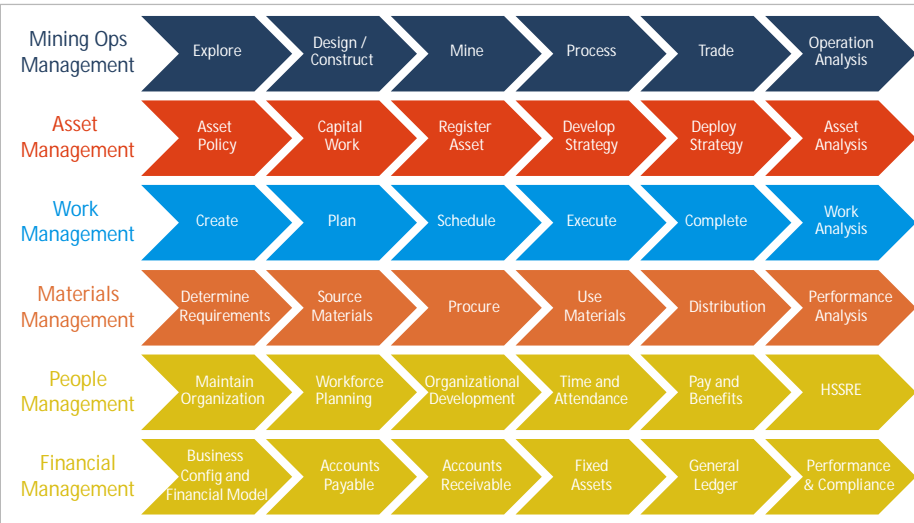 Mining Ops
Management
Explore
Design /
Construct
Mine
Process
Trade
Operation
Analysis
Asset
Management
Asset
Policy
Capital
Work
Register
Asset
Develop
Strategy
Deploy
Strategy
Asset
Analysis
Work
Management
Create
Plan
Schedule
Execute
Complete
Work
Analysis
Materials
Management
Determine
Requirements
Source
Materials
Procure
Use
Materials
Distribution
Performance
Analysis
People
Management
Maintain
Organization
Workforce
Planning
Organizational
Development
Time and
Attendance
Pay and
Benefits
HSSRE
Financial
Management
Business
Config and
Financial Model
Accounts
Payable
Accounts
Receivable
Fixed
Assets
General
Ledger
Performance
& Compliance